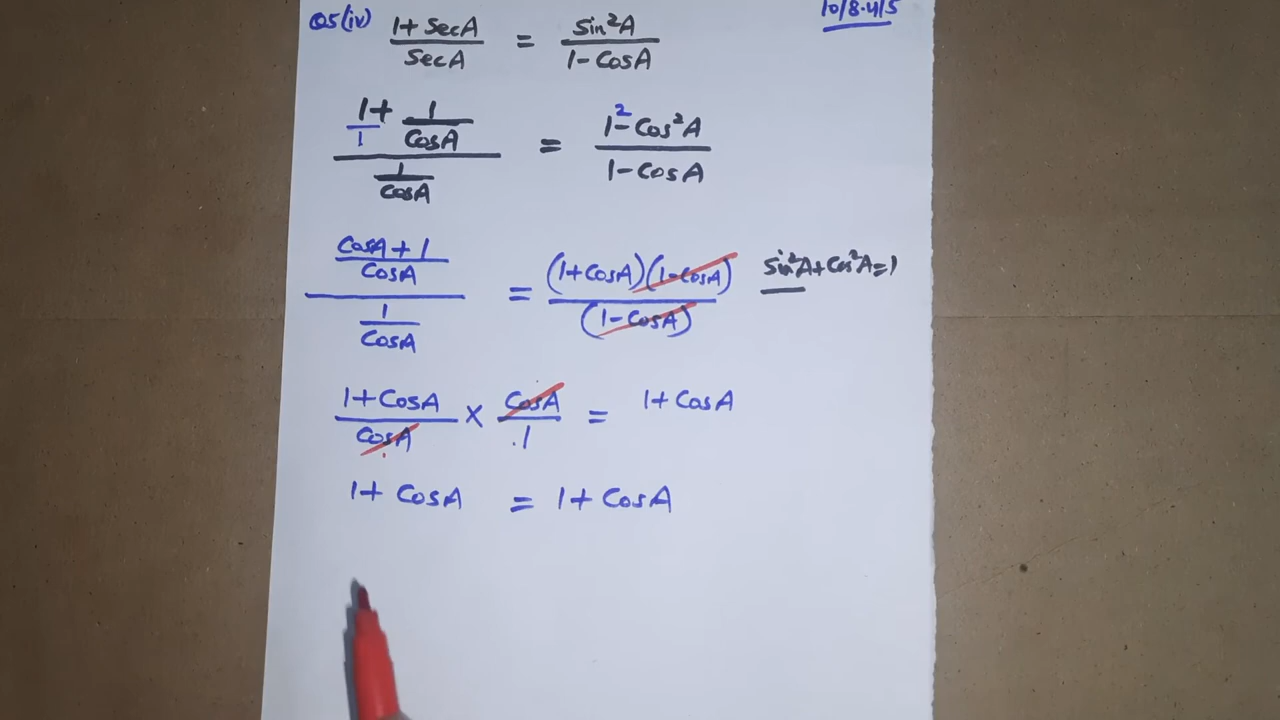 Q5(iv) (1+SecA)/SecA = Sin²A/(1-CosA) 10/8.4/5
(1/1 + 1/CosA)/(1/CosA) = (1²-Cos²A)/(1-CosA)
((CosA+1)/CosA)/(1/CosA) = (1+CosA)(1-CosA)/(1-CosA) Sin²A+Cos²A=1
(1+CosA)/CosA × CosA/1 = 1+CosA
1+CosA = 1+CosA